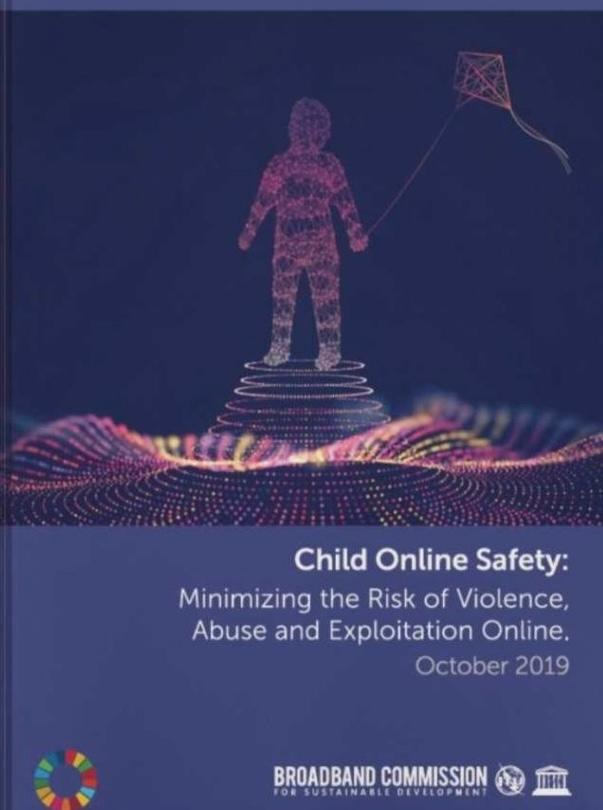 Child Online Safety:
Minimizing the Risk of Violence,
Abuse and Exploitation Online.
October 2019
BROADBAND COMMISSION
FOR SUSTAINABLE DEVELOPMENT